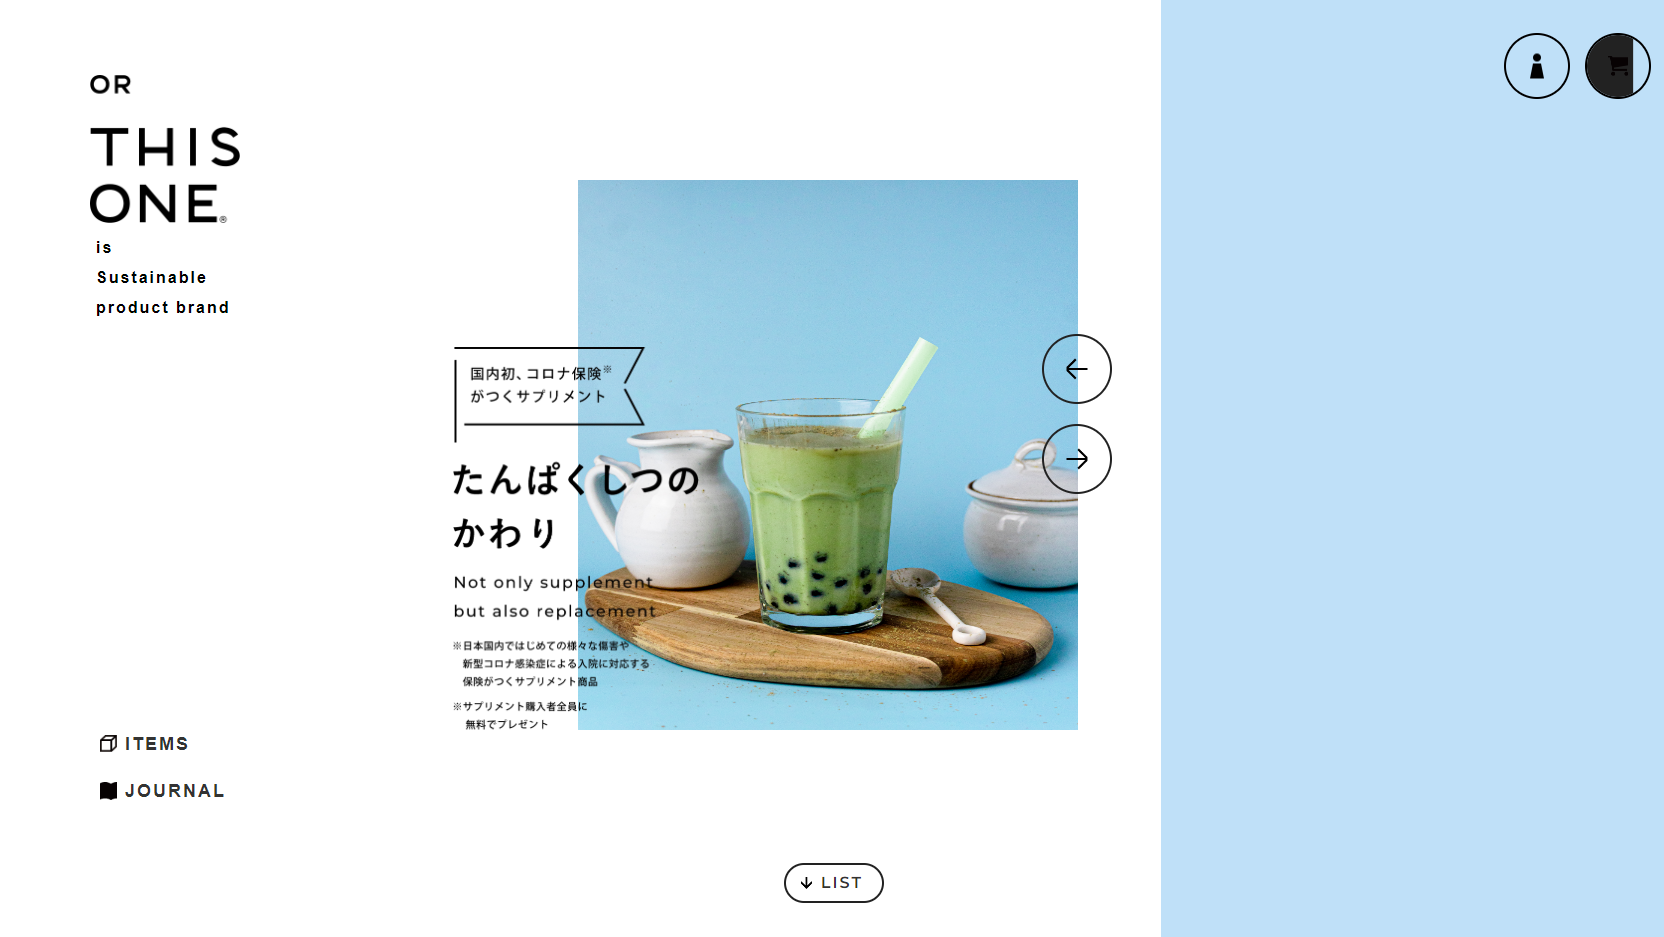 OR
THIS
ONE®
is
Sustainable
product brand
国内初、コロナ保険※
がつくサプリメント
たんぱくしつの
かわり
Not only supplement
but also replacement
※日本国内ではじめての様々な傷害や
新型コロナ感染症による入院に対応する
保険がつくサプリメント商品
※サプリメント購入者全員に
無料でプレゼント
ITEMS
JOURNAL
LIST